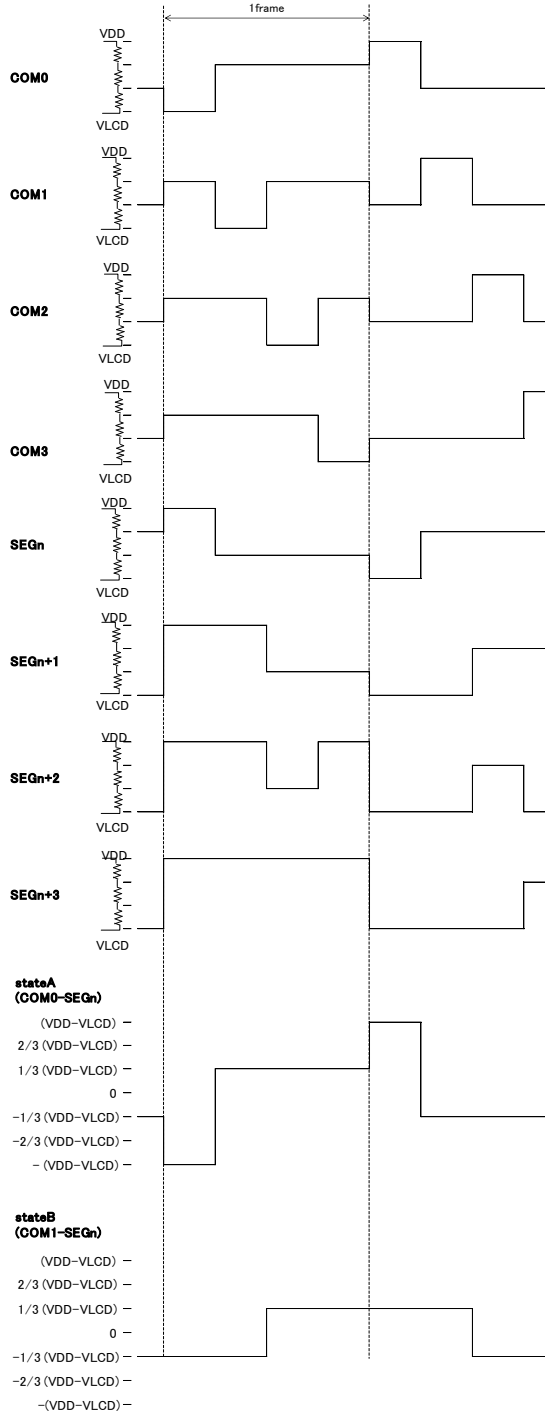 1frame
VDD
COM0
VLCD
VDD
COM1
VLCD
VDD
COM2
VLCD
VDD
COM3
VLCD
VDD
SEGn
VLCD
VDD
SEGn+1
VLCD
VDD
SEGn+2
VLCD
VDD
SEGn+3
VLCD
stateA
(COM0-SEGn)
(VDD-VLCD)
2/3 (VDD-VLCD)
1/3 (VDD-VLCD)
0
-1/3 (VDD-VLCD)
-2/3 (VDD-VLCD)
- (VDD-VLCD)
stateB
(COM1-SEGn)
(VDD-VLCD)
2/3 (VDD-VLCD)
1/3 (VDD-VLCD)
0
-1/3 (VDD-VLCD)
-2/3 (VDD-VLCD)
-(VDD-VLCD)